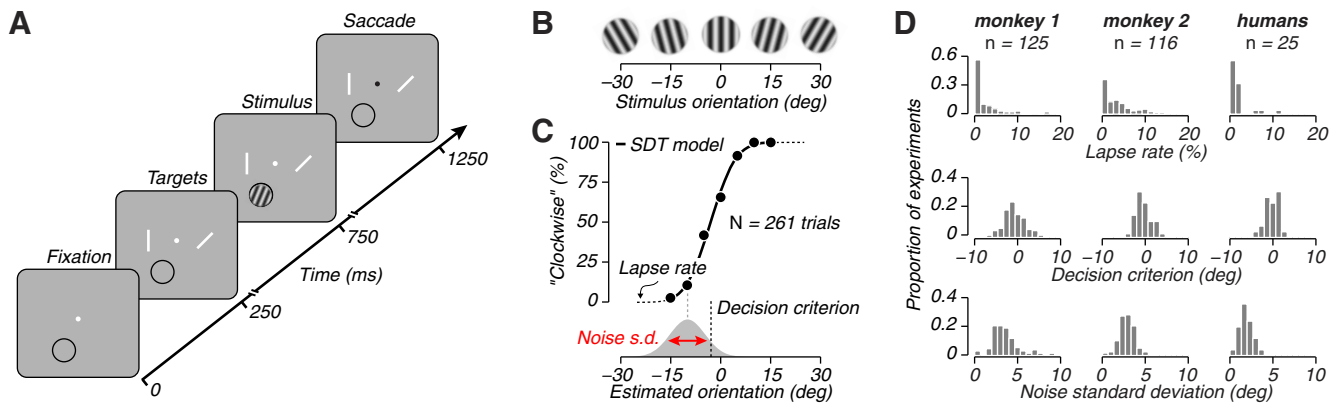 A
Saccade
Stimulus
Targets
Fixation
Time (ms)
0
250
750
1250
B
–30 –15 0 15 30
Stimulus orientation (deg)
C
100
75
50
25
0
"Clockwise" (%)
SDT model
N = 261 trials
Lapse rate
Decision criterion
Noise s.d.
–30 –15 0 15 30
Estimated orientation (deg)
D
monkey 1 monkey 2 humans
n = 125 n = 116 n = 25
Proportion of experiments
0.6
0.3
0
0 10 20 0 10 20 0 10 20
Lapse rate (%)
0.4
0.2
0
–10 0 10 –10 0 10 –10 0 10
Decision criterion (deg)
0.4
0.2
0
0 5 10 0 5 10 0 5 10
Noise standard deviation (deg)